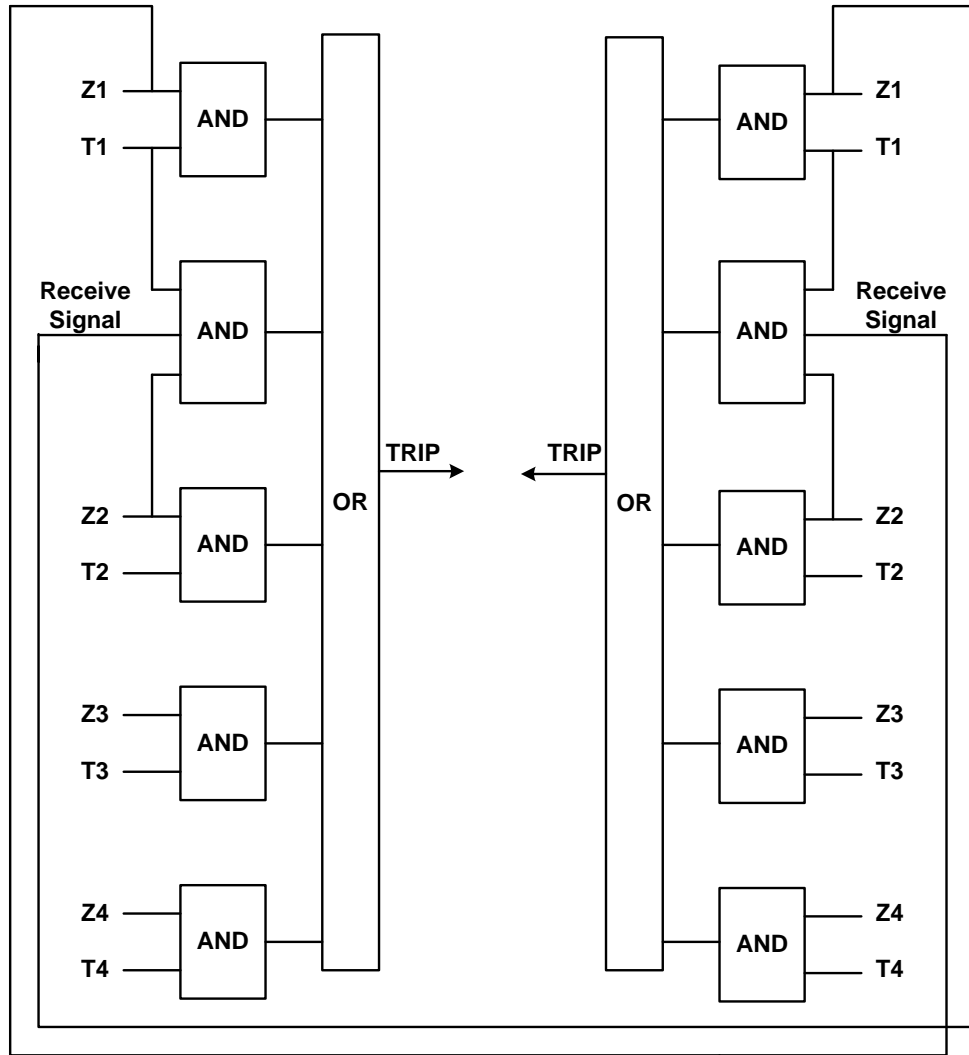 Z1
AND
T1
Receive
Signal
AND
TRIP
OR
Z2
AND
T2
Z3
AND
T3
Z4
AND
T4
Z1
AND
T1
Receive
Signal
AND
TRIP
OR
Z2
AND
T2
Z3
AND
T3
Z4
AND
T4